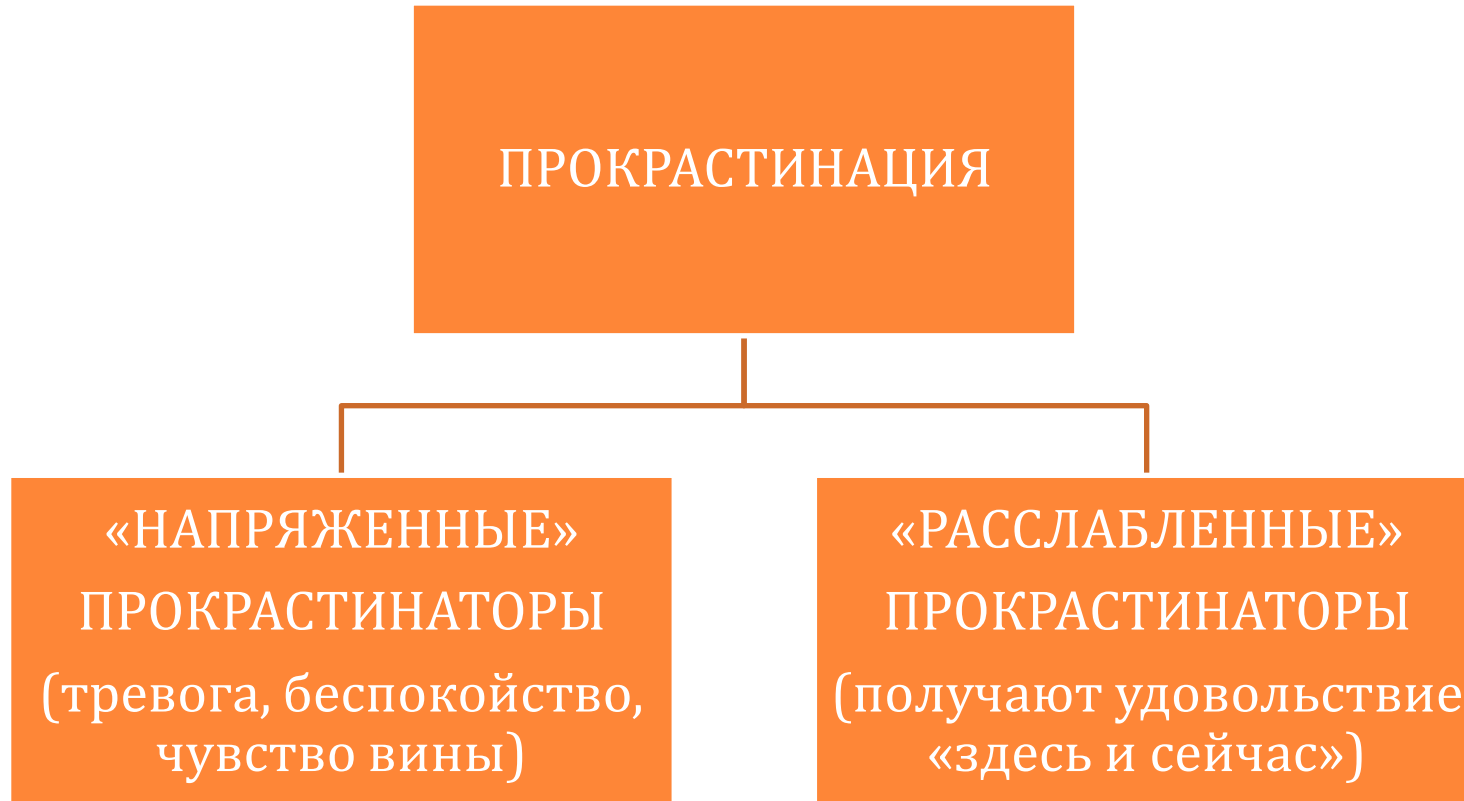 ПРОКРАСТИНАЦИЯ
«НАПРЯЖЕННЫЕ»
ПРОКРАСТИНАТОРЫ
(тревога, беспокойство,
чувство вины)
«РАССЛАБЛЕННЫЕ»
ПРОКРАСТИНАТОРЫ
(получают удовольствие
«здесь и сейчас»)